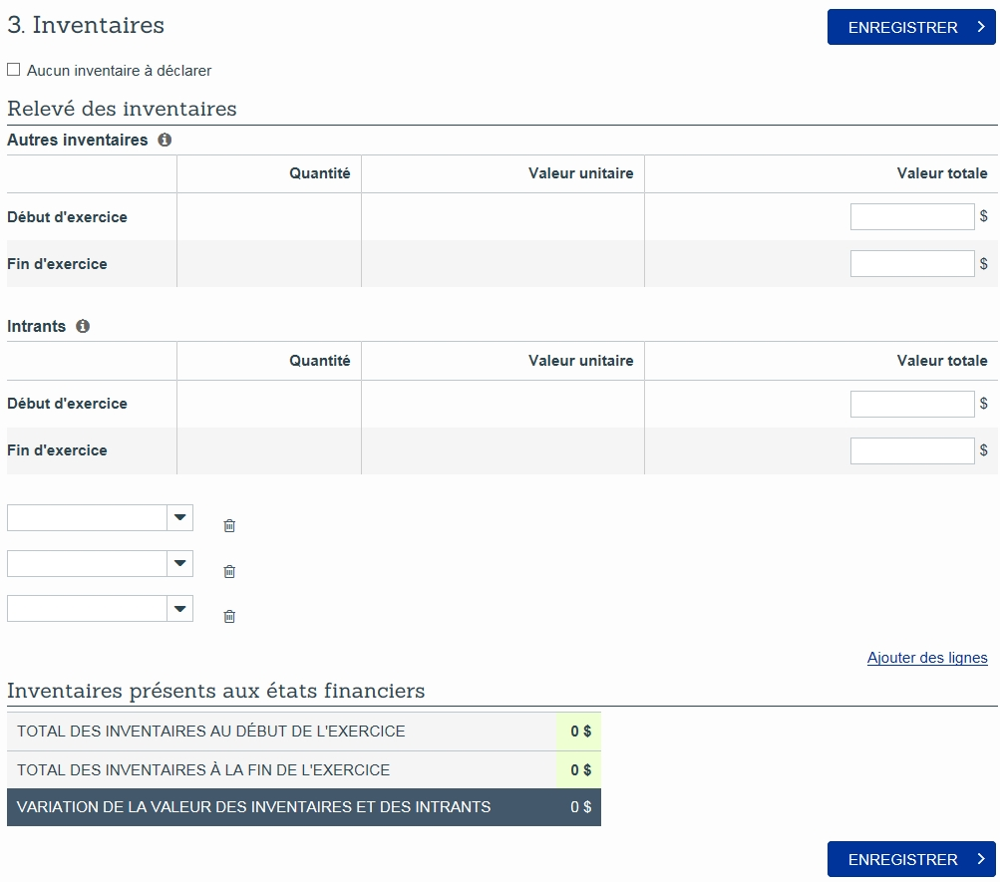 3. Inventaires
ENREGISTRER
Aucun inventaire à déclarer
Relevé des inventaires
Autres inventaires
Quantité Valeur unitaire Valeur totale
Début d'exercice $
Fin d'exercice $
Intrants
Quantité Valeur unitaire Valeur totale
Début d'exercice $
Fin d'exercice $
Ajouter des lignes
Inventaires présents aux états financiers
TOTAL DES INVENTAIRES AU DÉBUT DE L'EXERCICE 0 $
TOTAL DES INVENTAIRES À LA FIN DE L'EXERCICE 0 $
VARIATION DE LA VALEUR DES INVENTAIRES ET DES INTRANTS 0 $
ENREGISTRER